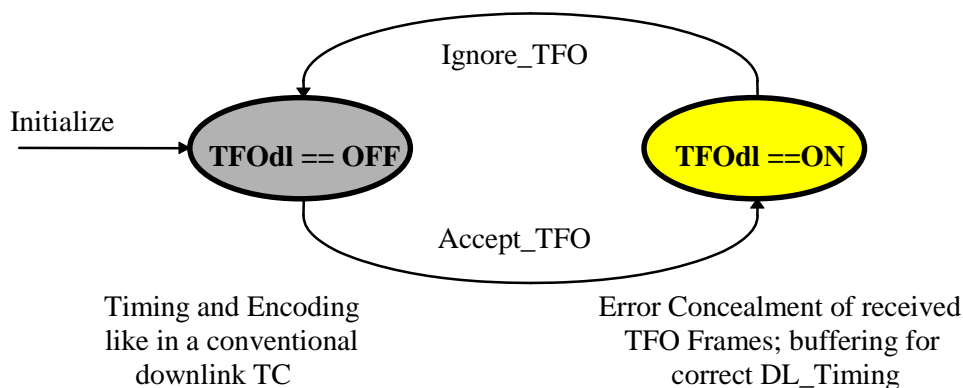 Ignore_TFO
Initialize
TFOdl == OFF
TFOdl ==ON
Accept_TFO
Timing and Encoding
like in a conventional
downlink TC
Error Concealment of received
TFO Frames; buffering for
correct DL_Timing